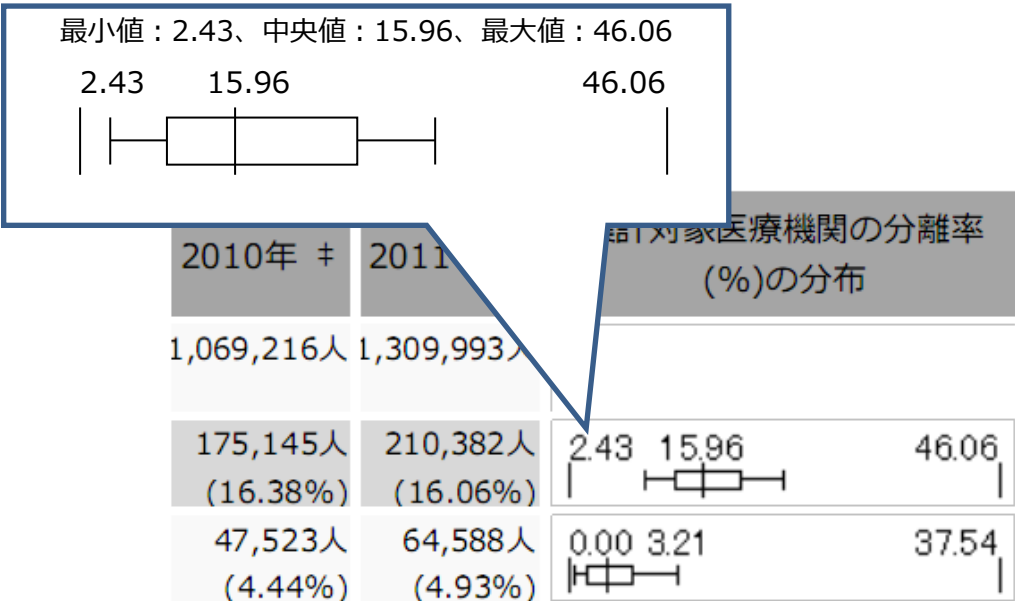 最小値：2.43、中央値：15.96、最大値：46.06
2.43 15.96 46.06
2010年 ‡ 2011 計対象医療機関の分離率
(%)の分布
1,069,216人 1,309,993人
175,145人 210,382人 2.43 15.96 46.06
(16.38%) (16.06%)
47,523人 64,588人 0.00 3.21 37.54
(4.44%) (4.93%)